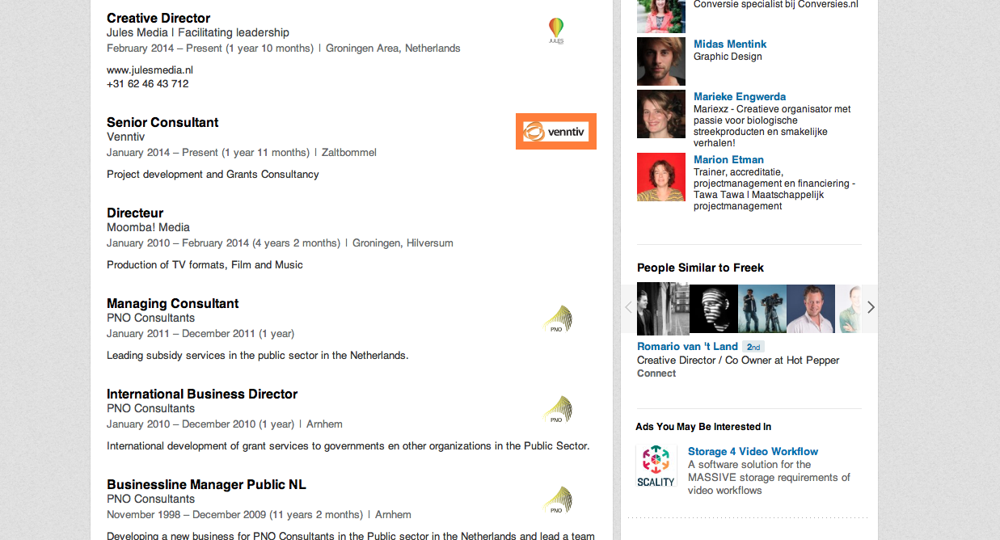 Creative Director
Jules Media | Facilitating leadership
February 2014 – Present (1 year 10 months) | Groningen Area, Netherlands
www.julesmedia.nl
+31 62 46 43 712
JULES
Senior Consultant
Venntiv
January 2014 – Present (1 year 11 months) | Zaltbommel
Project development and Grants Consultancy
venntiv
Directeur
Moomba! Media
January 2010 – February 2014 (4 years 2 months) | Groningen, Hilversum
Production of TV formats, Film and Music
Managing Consultant
PNO Consultants
January 2011 – December 2011 (1 year)
Leading subsidy services in the public sector in the Netherlands.
PNO
International Business Director
PNO Consultants
January 2010 – December 2010 (1 year) | Arnhem
International development of grant services to governments en other organizations in the Public Sector.
PNO
Businessline Manager Public NL
PNO Consultants
November 1998 – December 2009 (11 years 2 months) | Arnhem
Developing a new business for PNO Consultants in the Public sector in the Netherlands and lead a team
PNO
Conversie specialist bij Conversies.nl
Midas Mentink
Graphic Design
Marieke Engwerda
Mariexz - Creatieve organisator met
passie voor biologische
streekproducten en smakelijke
verhalen!
Marion Etman
Trainer, accreditatie,
projectmanagement en financiering -
Tawa Tawa | Maatschappelijk
projectmanagement
People Similar to Freek
Romario van 't Land 2nd
Creative Director / Co Owner at Hot Pepper
Connect
Ads You May Be Interested In
SCALITY
Storage 4 Video Workflow
A software solution for the
MASSIVE storage requirements of
video workflows